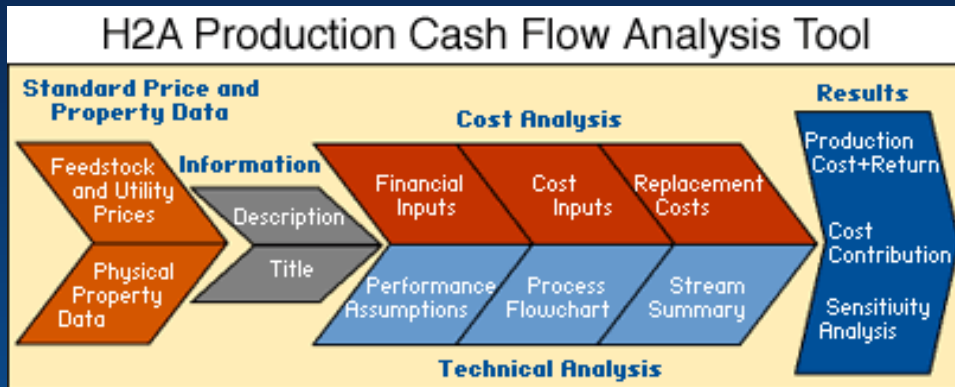 H2A Production Cash Flow Analysis Tool
Standard Price and
Property Data
Feedstock
and Utility
Prices
Physical
Property
Data
Information
Description
Title
Cost Analysis
Financial
Inputs
Cost
Inputs
Replacement
Costs
Performance
Assumptions
Process
Flowchart
Stream
Summary
Technical Analysis
Results
Production
Cost+Return
Cost
Contribution
Sensitivity
Analysis